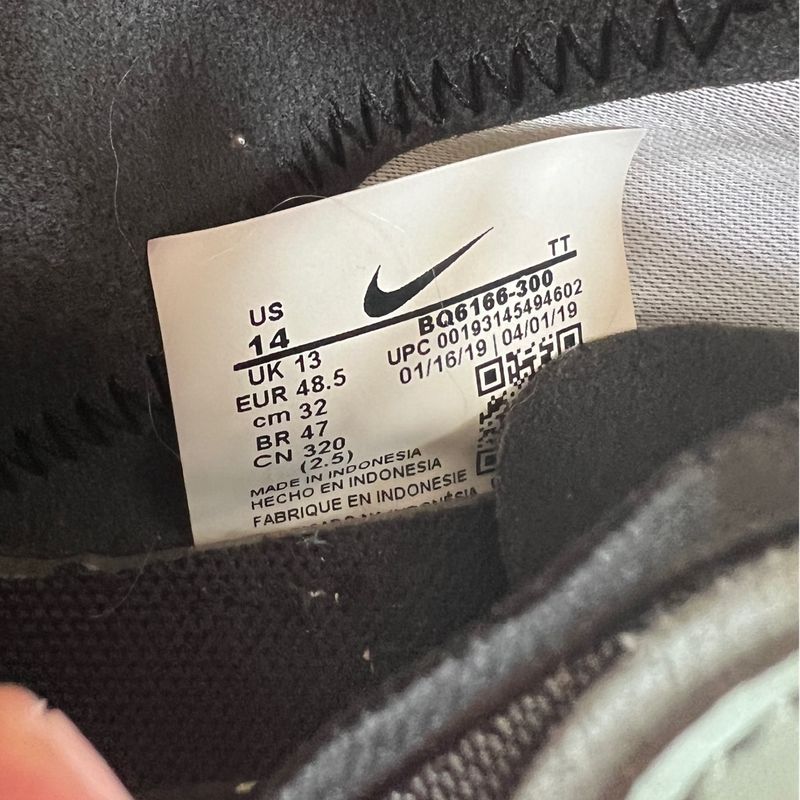 US
14
TT
BQ6166-300
UPC 00193145494602
01/16/19 | 04/01/19
UK 13
EUR 48.5
cm 32
BR 47
CN 320
(2.5)
MADE IN INDONESIA
HECHO EN INDONESIA
FABRIQUE EN INDONESIE